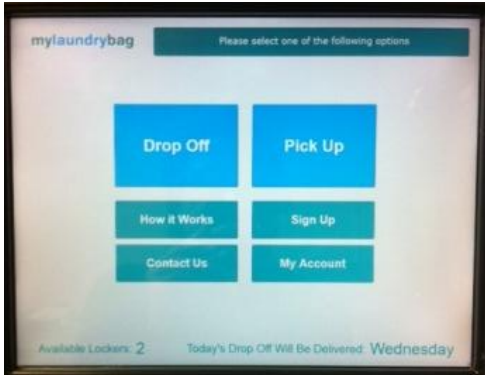 mylaundrybag
Please select one of the following options
Drop Off
Pick Up
How it Works
Sign Up
Contact Us
My Account
Available Lockers: 2
Today's Drop Off Will Be Delivered: Wednesday